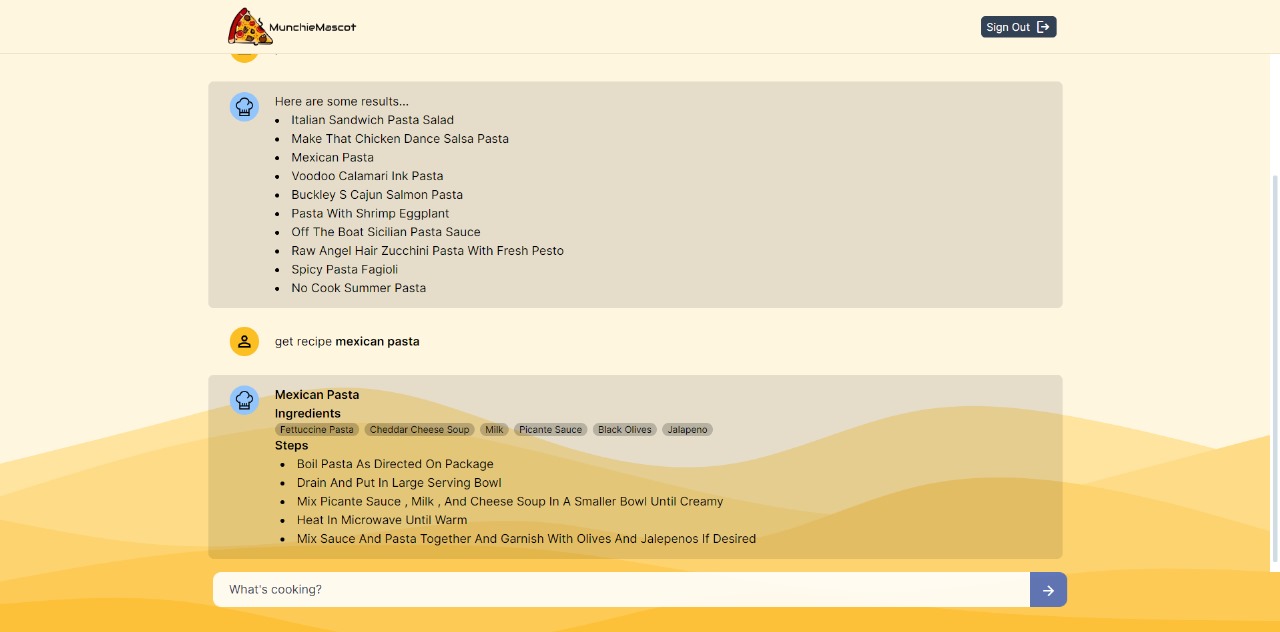 MunchieMascot
Sign Out
Here are some results...
Italian Sandwich Pasta Salad
Make That Chicken Dance Salsa Pasta
Mexican Pasta
Voodoo Calamari Ink Pasta
Buckley S Cajun Salmon Pasta
Pasta With Shrimp Eggplant
Off The Boat Sicilian Pasta Sauce
Raw Angel Hair Zucchini Pasta With Fresh Pesto
Spicy Pasta Fagioli
No Cook Summer Pasta
get recipe mexican pasta
Mexican Pasta
Ingredients
Fettuccine Pasta Cheddar Cheese Soup Milk Picante Sauce Black Olives Jalapeno
Steps
Boil Pasta As Directed On Package
Drain And Put In Large Serving Bowl
Mix Picante Sauce , Milk , And Cheese Soup In A Smaller Bowl Until Creamy
Heat In Microwave Until Warm
Mix Sauce And Pasta Together And Garnish With Olives And Jalepenos If Desired
What's cooking?